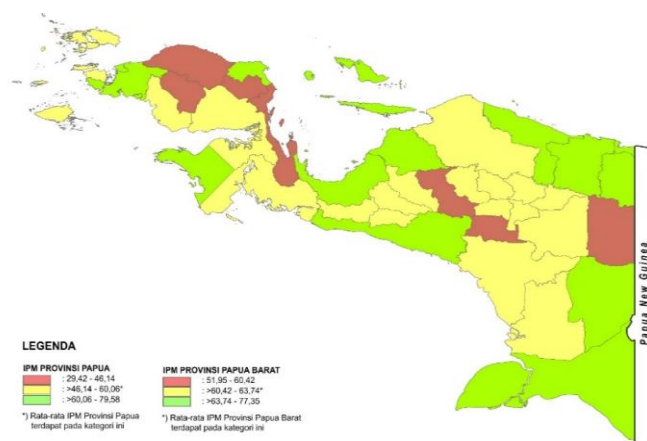 Papua New Guinea
LEGENDA
IPM PROVINSI PAPUA
: 29,42 - 46,14
: >46,14 - 60,06*
: >60,06 - 79,58
*) Rata-rata IPM Provinsi Papua
terdapat pada kategori ini
IPM PROVINSI PAPUA BARAT
: 51,95 - 60,42
: >60,42 - 63,74*
: >63,74 - 77,35
*) Rata-rata IPM Provinsi Papua Barat
terdapat pada kategori ini